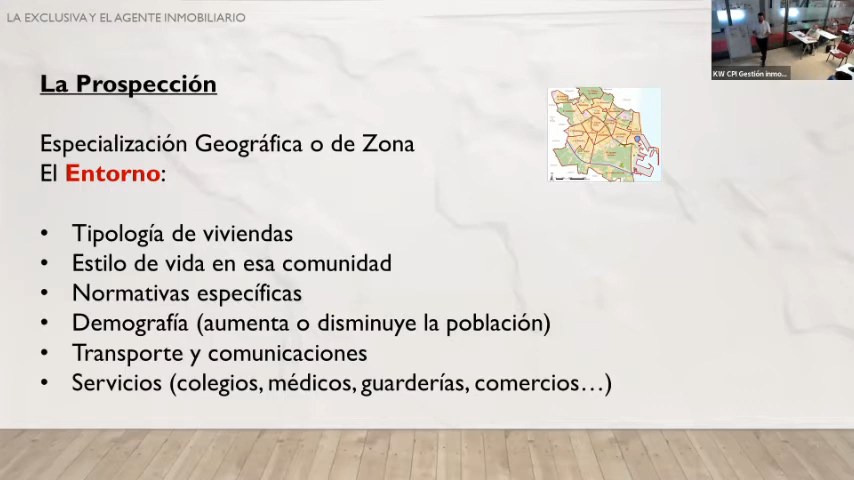 LA EXCLUSIVA Y EL AGENTE INMOBILIARIO
La Prospección
Especialización Geográfica o de Zona
El Entorno:
• Tipología de viviendas
• Estilo de vida en esa comunidad
• Normativas específicas
• Demografía (aumenta o disminuye la población)
• Transporte y comunicaciones
• Servicios (colegios, médicos, guarderías, comercios…)
KW CPI Gestión inmo...